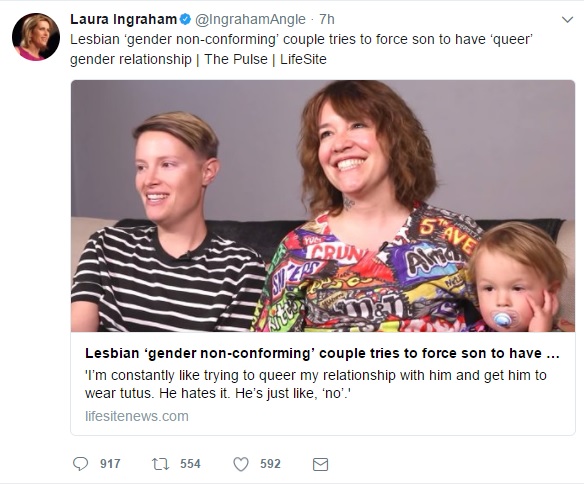 Laura Ingraham @IngrahamAngle · 7h
Lesbian ‘gender non-conforming’ couple tries to force son to have ‘queer’
gender relationship | The Pulse | LifeSite
CRUN
5TH AVE
m&m
Lesbian ‘gender non-conforming’ couple tries to force son to have ...
'I’m constantly like trying to queer my relationship with him and get him to
wear tutus. He hates it. He’s just like, ‘no’.'
lifesitenews.com
917 554 592